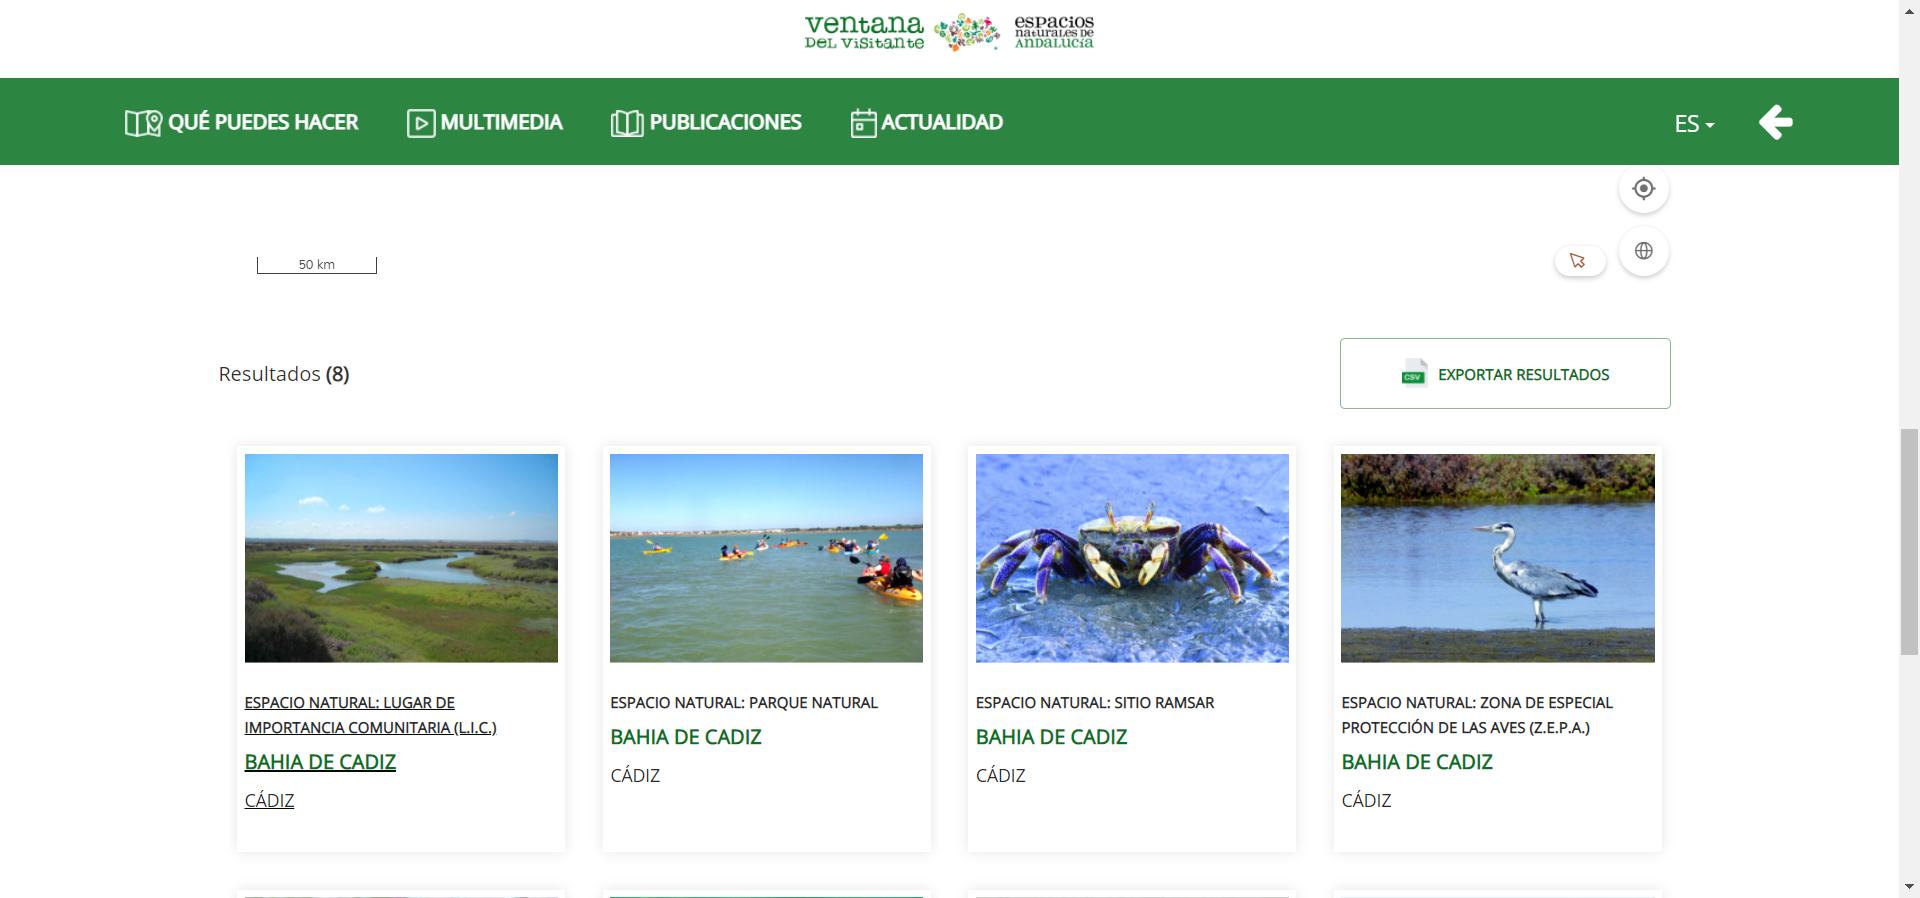 ventana
DEL VISITANTE
ESPACIOS
NATURALES DE
ANDALUCÍA
QUÉ PUEDES HACER
MULTIMEDIA
PUBLICACIONES
ACTUALIDAD
ES
50 km
Resultados (8)
CSV
EXPORTAR RESULTADOS
ESPACIO NATURAL: LUGAR DE
IMPORTANCIA COMUNITARIA (L.I.C.)
BAHIA DE CADIZ
CÁDIZ
ESPACIO NATURAL: PARQUE NATURAL
BAHIA DE CADIZ
CÁDIZ
ESPACIO NATURAL: SITIO RAMSAR
BAHIA DE CADIZ
CÁDIZ
ESPACIO NATURAL: ZONA DE ESPECIAL
PROTECCIÓN DE LAS AVES (Z.E.P.A.)
BAHIA DE CADIZ
CÁDIZ